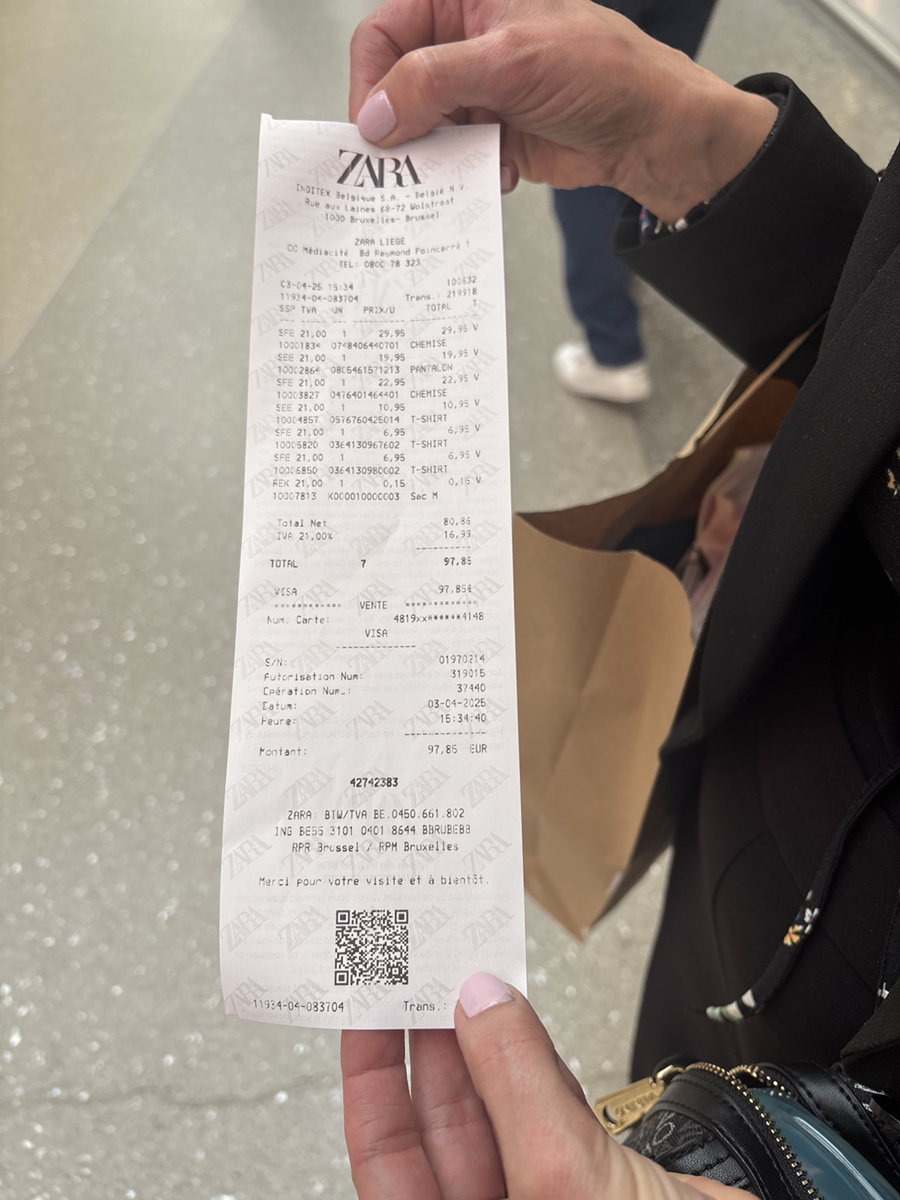 ZARA
INDITEX Belgique S.A. - België N.V.
Rue aux Laines 68-72 Wolstraat
1000 Bruxelles- Brussel
ZARA LIEGE
CC Médiacité Bd Raymond Poincarré
TEL: 0800 78 323
03-04-25 15:34 100632
11934-04-083704 Trans.: 219918
SSP TVA UN PRIX/U TOTAL T
SFE 21,00 1 29,95 29,95 V
10001834 0748406440701 CHEMISE
SEE 21,00 1 19,95 19,95 V
10002864 0805461571213 PANTALON
SFE 21,00 1 22,95 22,95 V
10003827 0476401464401 CHEMISE
SEE 21,00 1 10,95 10,95 V
10004857 0576760425014 T-SHIRT
SFE 21,00 1 6,95 6,95 V
10005820 0364130967602 T-SHIRT
SFE 21,00 1 6,95 6,95 V
10006850 0364130980002 T-SHIRT
REK 21,00 1 0,15 0,15 V
10007813 K000010000003 Sac M
Total Net 80,86
IVA 21,00% 16,99
TOTAL 7 97,85
VISA 97,85€
=========== VENTE ===========
Num. Carte: 4819xx******4148
VISA
S/N: 01970214
Autorisation Num: 319015
Opération Num.: 37440
Datum: 03-04-2025
Heure: 15:34:40
Montant: 97,85 EUR
42742383
ZARA: BTW/TVA BE.0450.661.802
ING BE55 3101 0401 8644 BBRUBEBB
RPR Brussel / RPM Bruxelles
Merci pour votre visite et à bientôt.
11934-04-083704 Trans.: